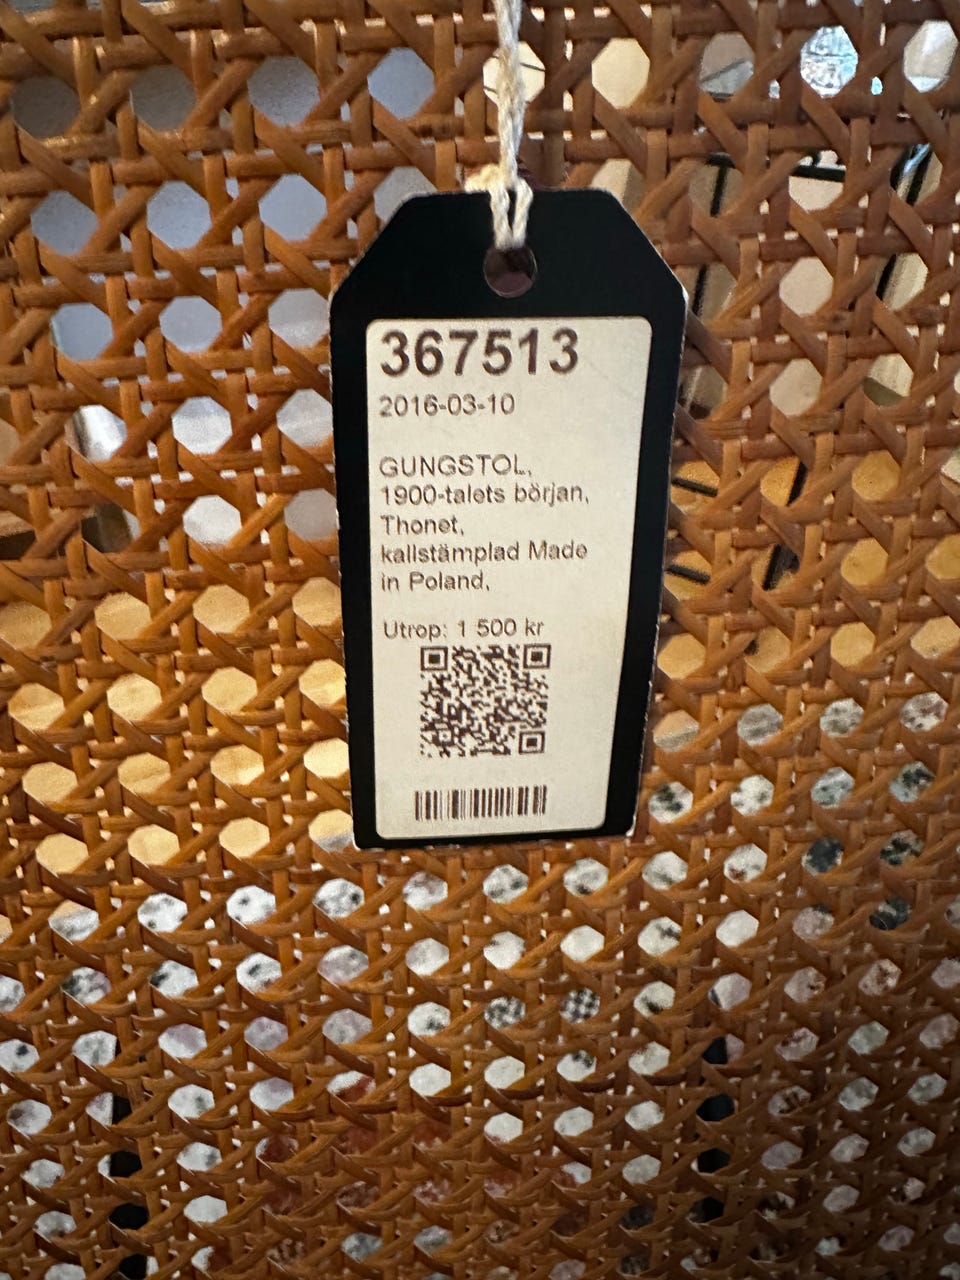 367513
2016-03-10
GUNGSTOL,
1900-talets början,
Thonet,
kallstämplad Made
in Poland,
Utrop: 1 500 kr